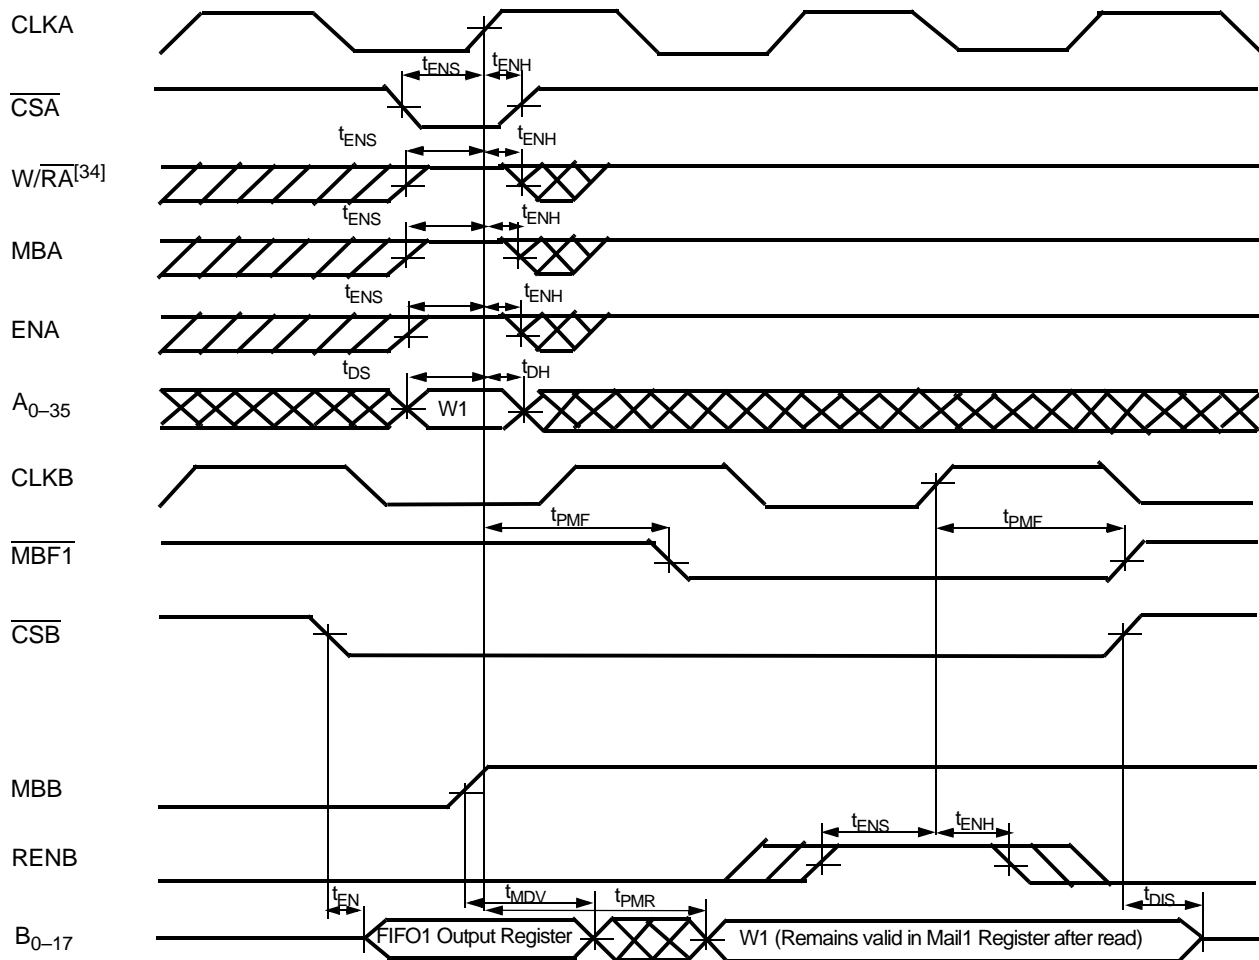 CLKA
tENS tENH
CSA
tENS tENH
W/RA[34]
tENS tENH
MBA
tENS tENH
ENA
tDS tDH
A0–35 W1
CLKB
tPMF tPMF
MBF1
CSB
MBB
tENS tENH
RENB
tEN tMDV tPMR tDIS
B0–17 FIFO1 Output Register W1 (Remains valid in Mail1 Register after read)